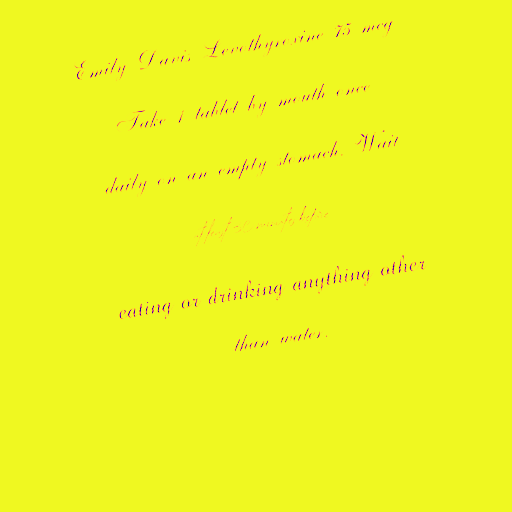 Emily Davis Levothyroxine 75 mcg
Take 1 tablet by mouth once
daily on an empty stomach. Wait
eating or drinking anything other
than water.